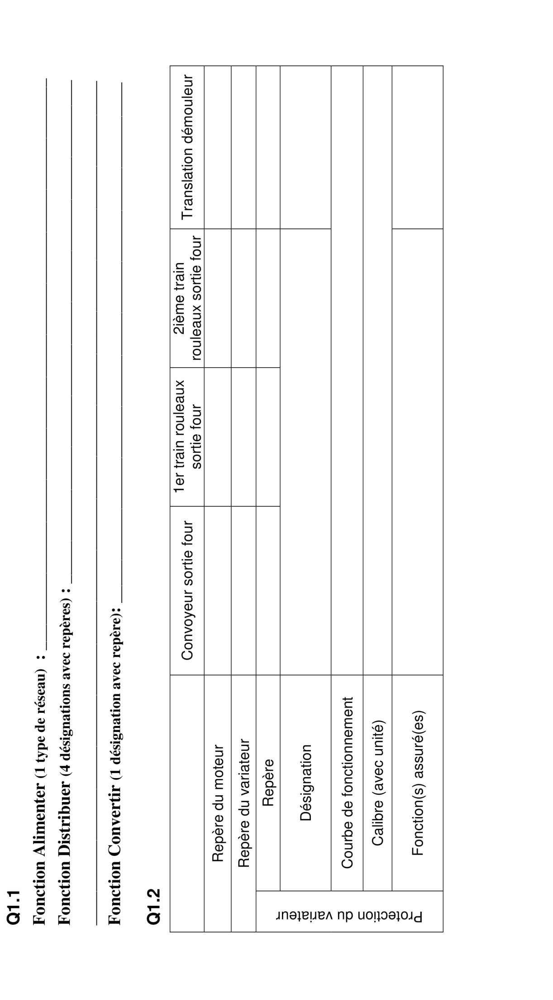 Q1.1
Fonction Alimenter (1 type de réseau) :
Fonction Distribuer (4 désignations avec repères) :
Fonction Convertir (1 désignation avec repère):
Q1.2
Convoyeur sortie four
1er train rouleaux
sortie four
2ième train
rouleaux sortie four
Translation démouleur
Repère du moteur
Repère du variateur
Protection du variateur
Repère
Désignation
Courbe de fonctionnement
Calibre (avec unité)
Fonction(s) assuré(es)